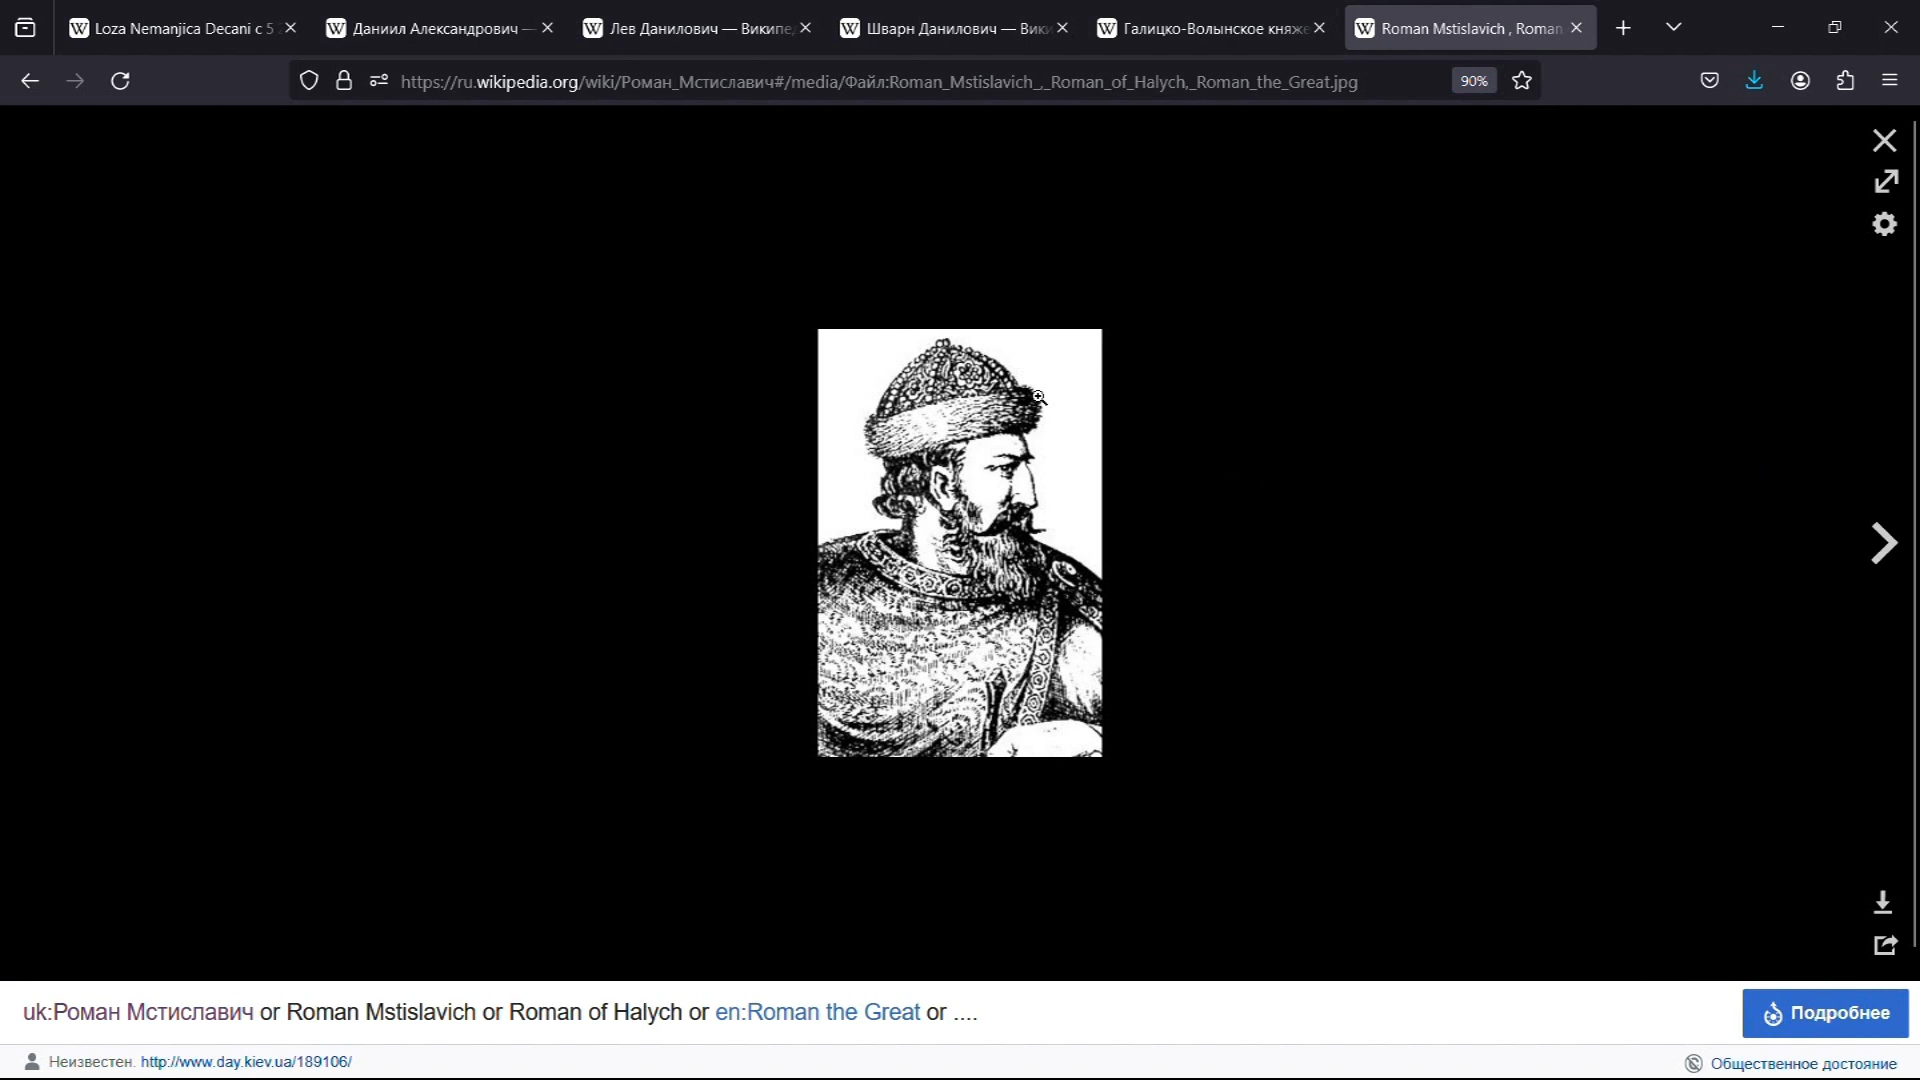 Loza Nemanjica Decani c 5
Даниил Александрович —
Лев Данилович — Википе
Шварн Данилович — Вики
Галицко-Волынское княже
Roman Mstislavich , Roman
https://ru.wikipedia.org/wiki/Роман_Мстиславич#/media/Файл:Roman_Mstislavich_,_Roman_of_Halych,_Roman_the_Great.jpg
90%
uk:Роман Мстиславич or Roman Mstislavich or Roman of Halych or en:Roman the Great or ....
Подробнее
Неизвестен. http://www.day.kiev.ua/189106/
Общественное достояние